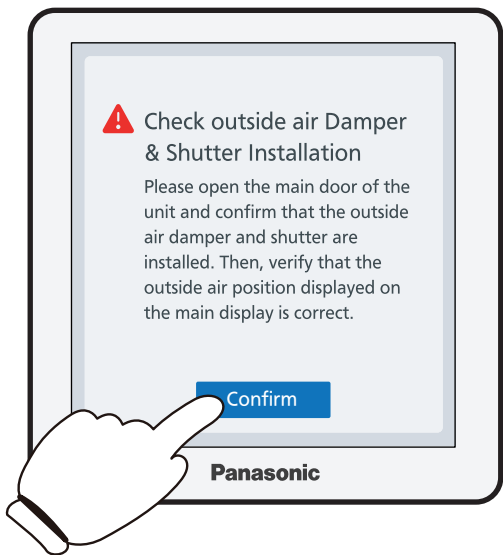 Check outside air Damper
& Shutter Installation
Please open the main door of the
unit and confirm that the outside
air damper and shutter are
installed. Then, verify that the
outside air position displayed on
the main display is correct.
Confirm
Panasonic